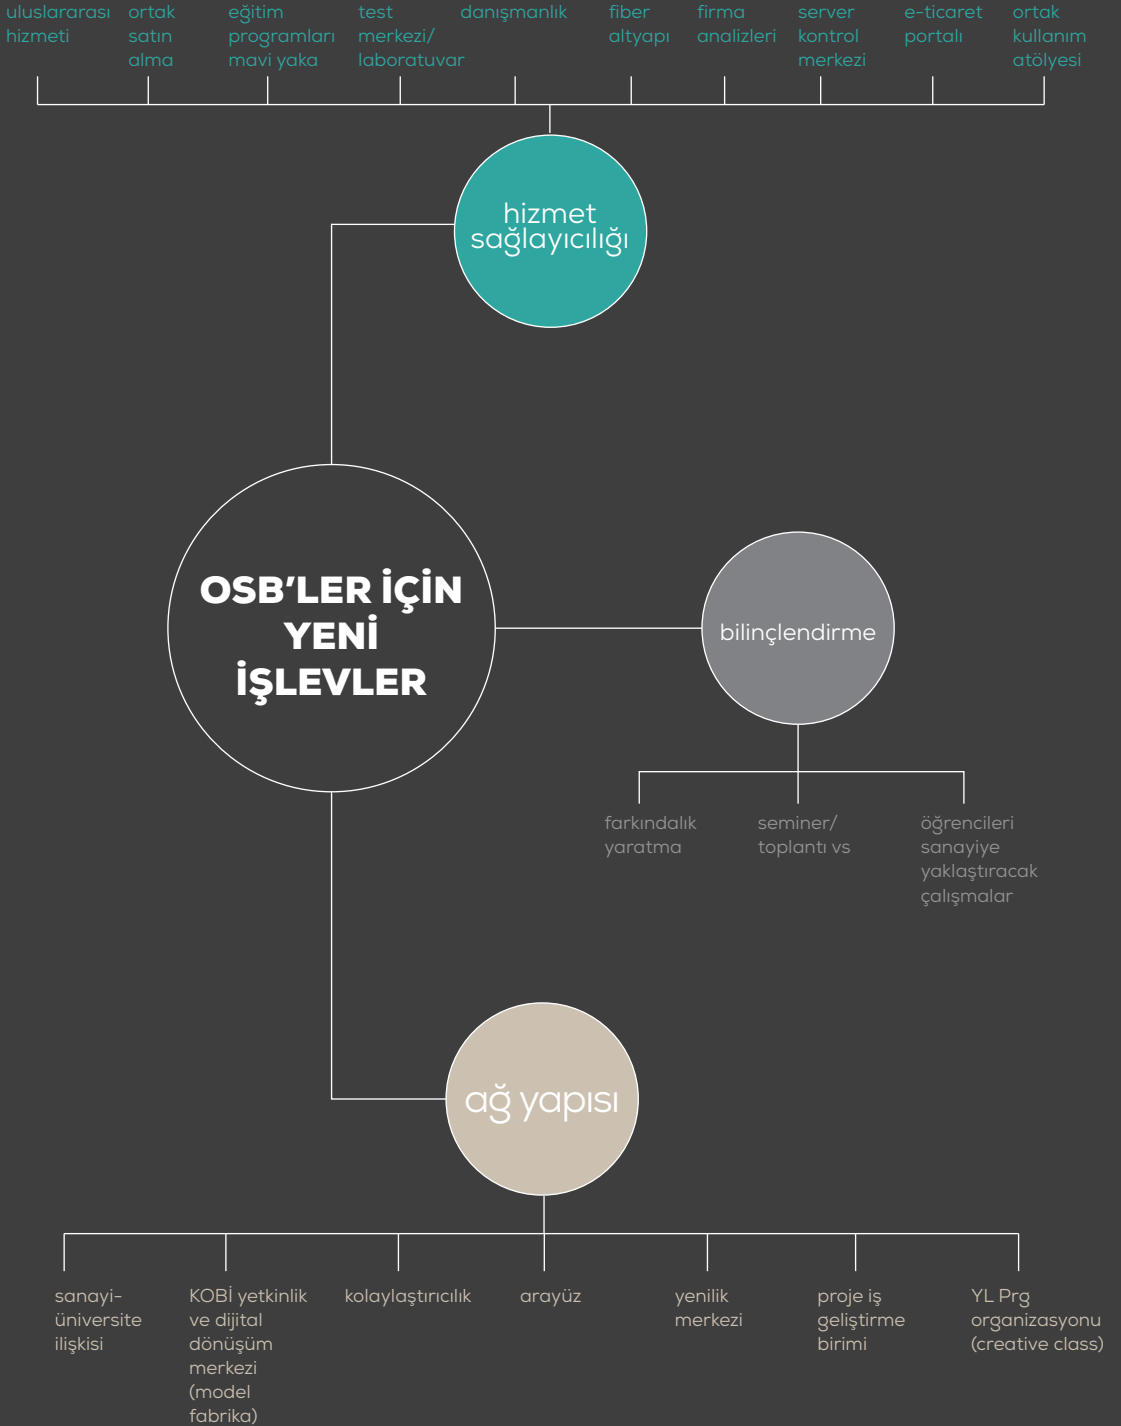 uluslararası
hizmeti
ortak
satın
alma
eğitim
programları
mavi yaka
test
merkezi/
laboratuvar
danışmanlık
fiber
altyapı
firma
analizleri
server
kontrol
merkezi
e-ticaret
portalı
ortak
kullanım
atölyesi
hizmet
sağlayıcılığı
OSB'LER İÇİN
YENİ
İŞLEVLER
bilinçlendirme
farkındalık
yaratma
seminer/
toplantı vs
öğrencileri
sanayiye
yaklaştıracak
çalışmalar
ağ yapısı
sanayi-
üniversite
ilişkisi
KOBİ yetkinlik
ve dijital
dönüşüm
merkezi
(model
fabrika)
kolaylaştırıcılık
arayüz
yenilik
merkezi
proje iş
geliştirme
birimi
YL Prg
organizasyonu
(creative class)